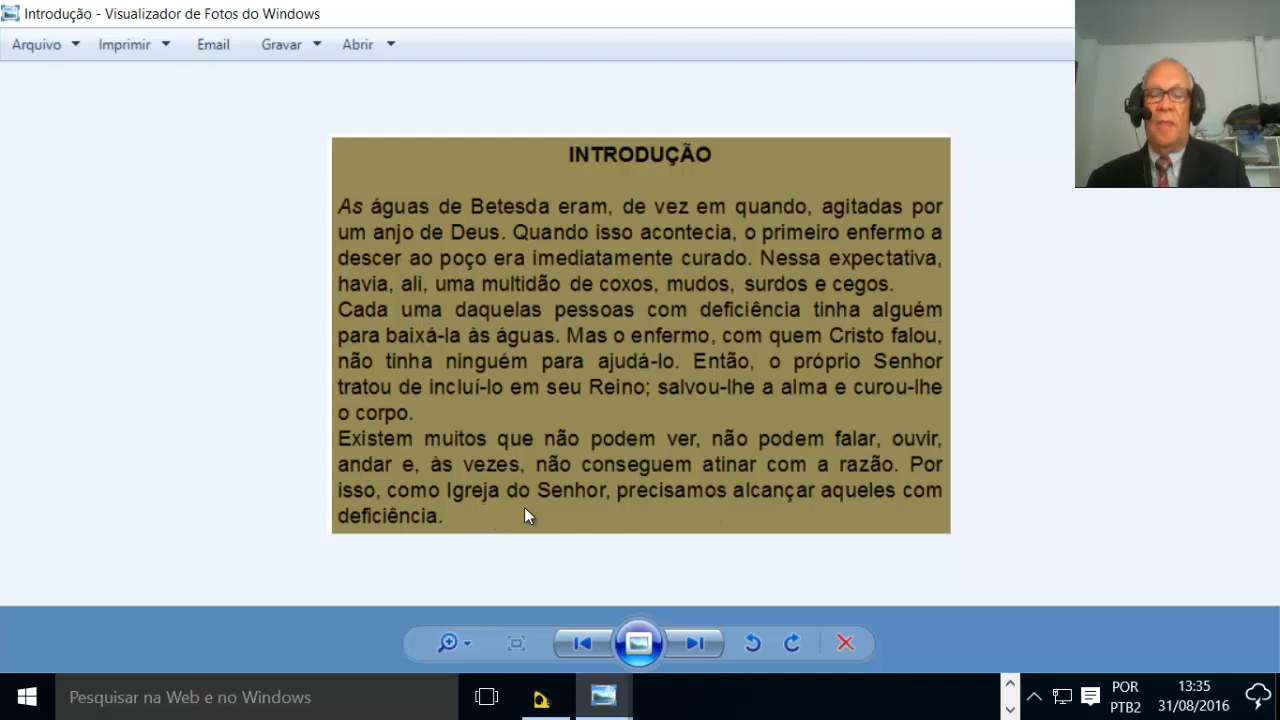 Introdução - Visualizador de Fotos do Windows
Arquivo Imprimir Email Gravar Abrir
INTRODUÇÃO
As águas de Betesda eram, de vez em quando, agitadas por
um anjo de Deus. Quando isso acontecia, o primeiro enfermo a
descer ao poço era imediatamente curado. Nessa expectativa,
havia, ali, uma multidão de coxos, mudos, surdos e cegos.
Cada uma daquelas pessoas com deficiência tinha alguém
para baixá-la às águas. Mas o enfermo, com quem Cristo falou,
não tinha ninguém para ajudá-lo. Então, o próprio Senhor
tratou de incluí-lo em seu Reino; salvou-lhe a alma e curou-lhe
o corpo.
Existem muitos que não podem ver, não podem falar, ouvir,
andar e, às vezes, não conseguem atinar com a razão. Por
isso, como Igreja do Senhor, precisamos alcançar aqueles com
deficiência.
Pesquisar na Web e no Windows
POR 13:35
PTB2 31/08/2016